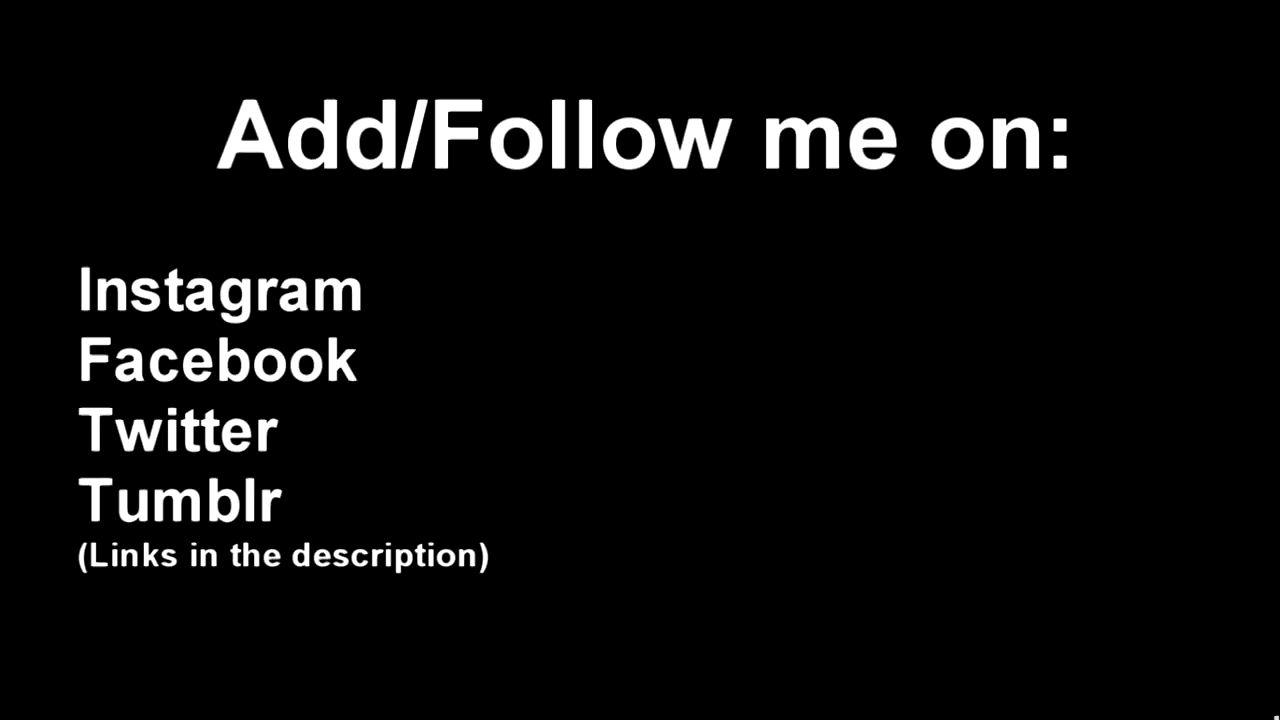 Add/Follow me on:
Instagram
Facebook
Twitter
Tumblr
(Links in the description)